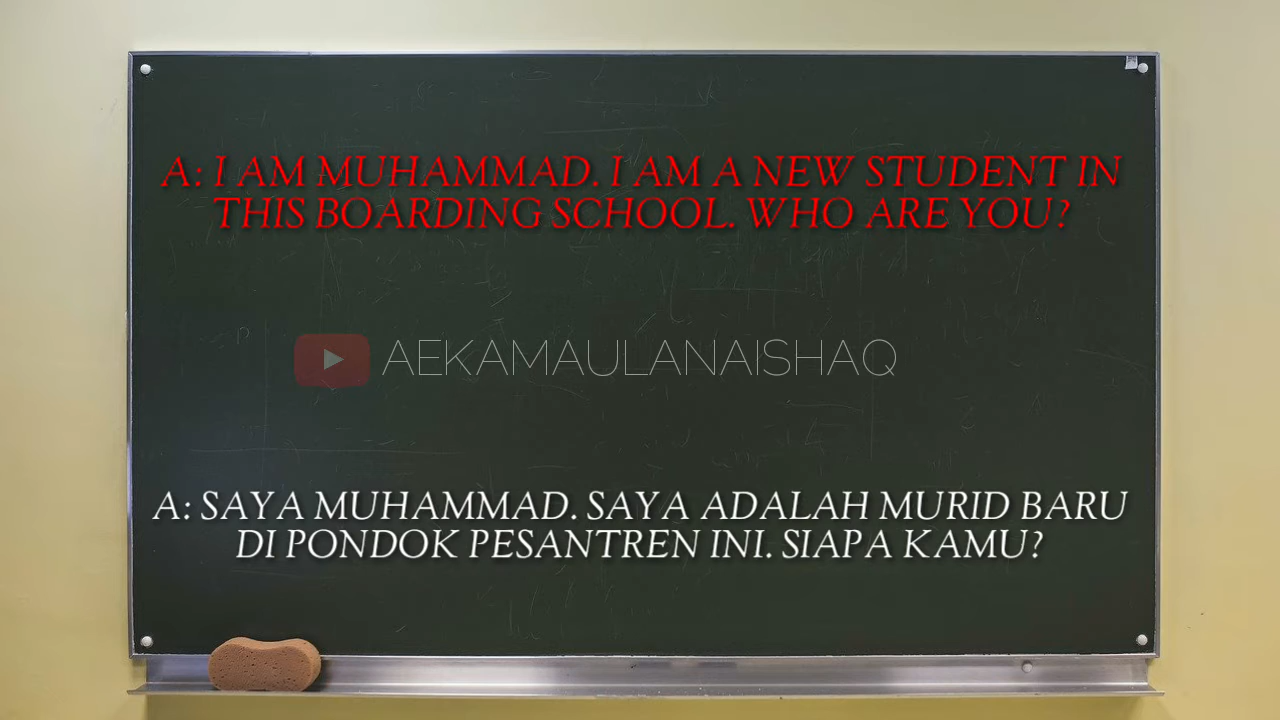 A: I AM MUHAMMAD. I AM A NEW STUDENT IN
THIS BOARDING SCHOOL. WHO ARE YOU?
AEKAMAULANAISHAQ
A: SAYA MUHAMMAD. SAYA ADALAH MURID BARU
DI PONDOK PESANTREN INI. SIAPA KAMU?